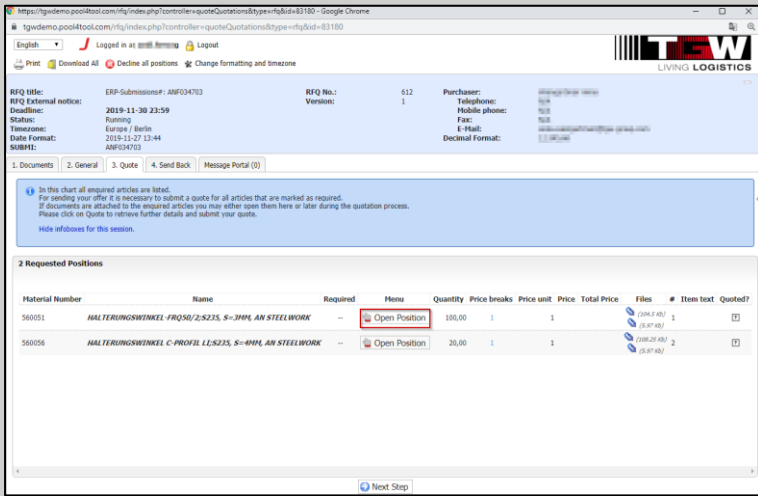 https://tgwdemo.pool4tool.com/rfq/index.php?controller=quoteQuotations&type=rfq&id=83180 - Google Chrome
tgwdemo.pool4tool.com/rfq/index.php?controller=quoteQuotations&type=rfq&id=83180
English Logged in as Logout
Print Download All Decline all positions Change formatting and timezone
TGW
LIVING LOGISTICS
RFQ title: ERP-Submissions#: ANF034703 RFQ No.: 612 Purchaser:
RFQ External notice: Version: 1 Telephone:
Deadline: 2019-11-30 23:59 Mobile phone:
Status: Running Fax:
Timezone: Europe / Berlin E-Mail:
Date Format: 2019-11-27 13:44 Decimal Format:
SUBMI: ANF034703
1. Documents 2. General 3. Quote 4. Send Back Message Portal (0)
In this chart all enquired articles are listed.
For sending your offer it is necessary to submit a quote for all articles that are marked as required.
If documents are attached to the enquired articles you may either open them here or later during the quotation process.
Please click on Quote to retrieve further details and submit your quote.
Hide infoboxes for this session.
2 Requested Positions
Material Number Name Required Menu Quantity Price breaks Price unit Price Total Price Files # Item text Quoted?
560051 HALTERUNGSWINKEL-FRQ50/2;S235, S=3MM, AN STEELWORK -- Open Position 100,00 1 1 (104.5 Kb) 1
(5.97 Kb)
560056 HALTERUNGSWINKEL C-PROFIL LI;S235, S=4MM, AN STEELWORK -- Open Position 20,00 1 1 (108.25 Kb) 2
(5.97 Kb)
Next Step